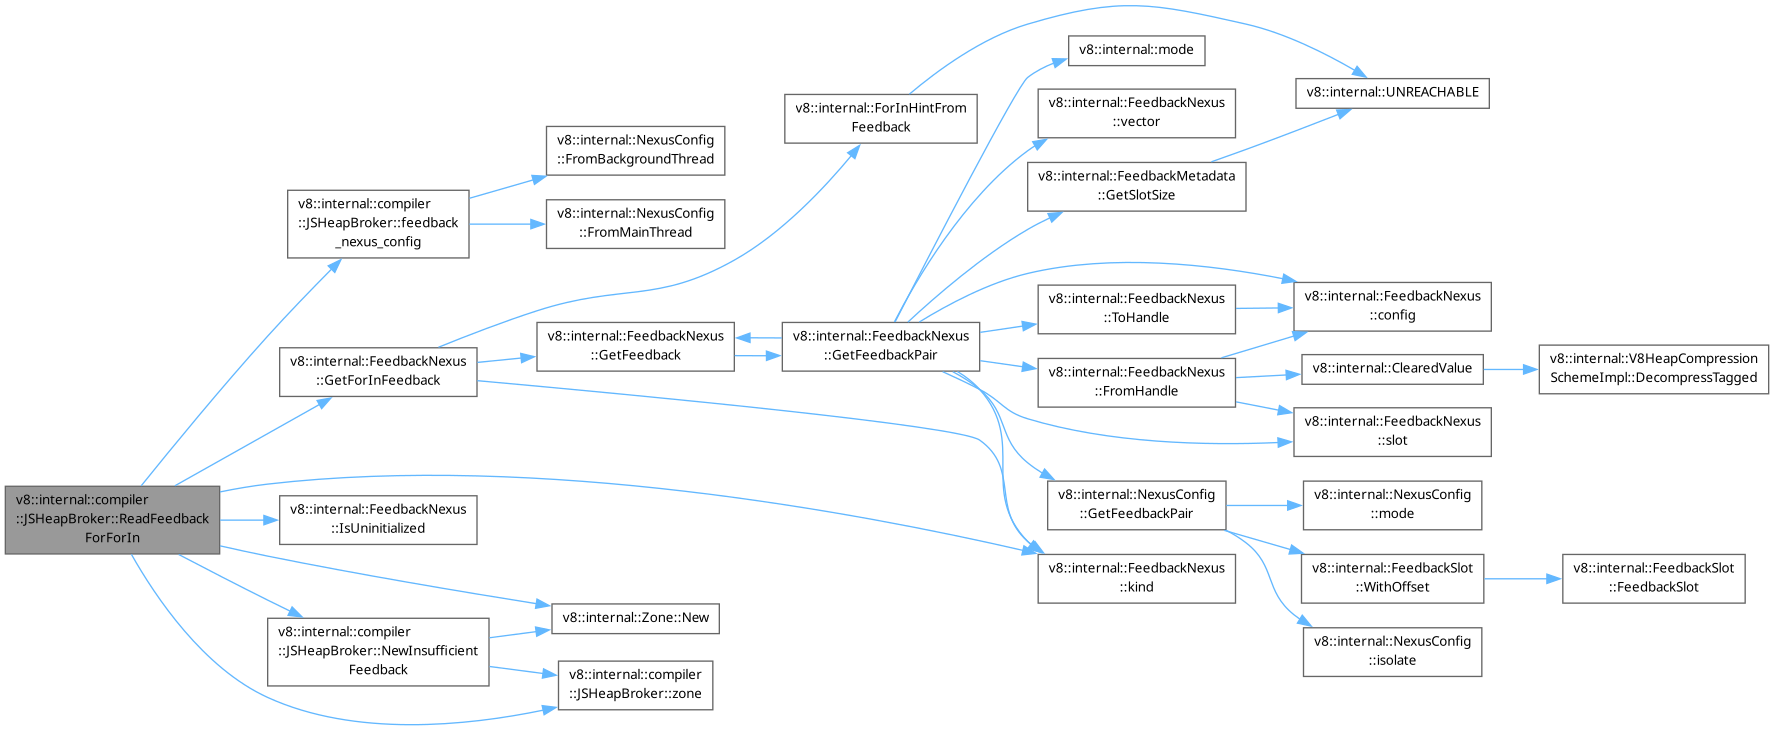 v8::internal::compiler
::JSHeapBroker::ReadFeedback
ForForIn
v8::internal::compiler
::JSHeapBroker::feedback
_nexus_config
v8::internal::NexusConfig
::FromBackgroundThread
v8::internal::NexusConfig
::FromMainThread
v8::internal::FeedbackNexus
::GetForInFeedback
v8::internal::ForInHintFrom
Feedback
v8::internal::UNREACHABLE
v8::internal::FeedbackNexus
::GetFeedback
v8::internal::FeedbackNexus
::GetFeedbackPair
v8::internal::mode
v8::internal::FeedbackNexus
::vector
v8::internal::FeedbackMetadata
::GetSlotSize
v8::internal::FeedbackNexus
::config
v8::internal::FeedbackNexus
::ToHandle
v8::internal::FeedbackNexus
::FromHandle
v8::internal::ClearedValue
v8::internal::V8HeapCompression
SchemeImpl::DecompressTagged
v8::internal::FeedbackNexus
::slot
v8::internal::NexusConfig
::GetFeedbackPair
v8::internal::NexusConfig
::mode
v8::internal::FeedbackSlot
::WithOffset
v8::internal::FeedbackSlot
::FeedbackSlot
v8::internal::NexusConfig
::isolate
v8::internal::FeedbackNexus
::kind
v8::internal::FeedbackNexus
::IsUninitialized
v8::internal::Zone::New
v8::internal::compiler
::JSHeapBroker::NewInsufficient
Feedback
v8::internal::compiler
::JSHeapBroker::zone